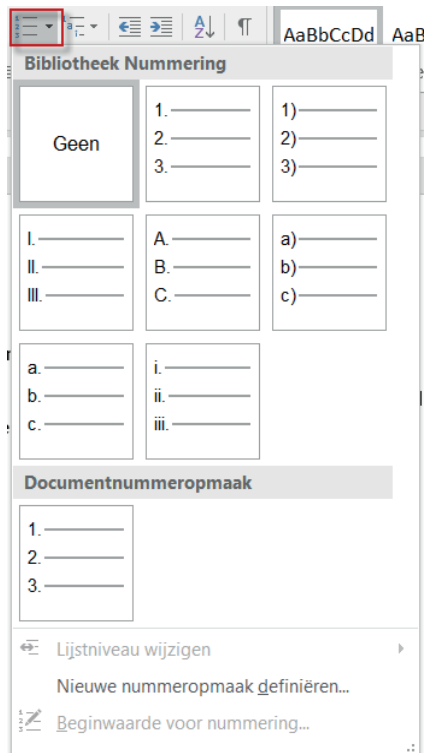 AaBbCcDd AaB
Bibliotheek Nummering
Geen
1.
2.
3.
1)
2)
3)
I.
II.
III.
A.
B.
C.
a)
b)
c)
a.
b.
c.
i.
ii.
iii.
Documentnummeropmaak
1.
2.
3.
Lijstniveau wijzigen
Nieuwe nummeropmaak definiëren...
Beginwaarde voor nummering...